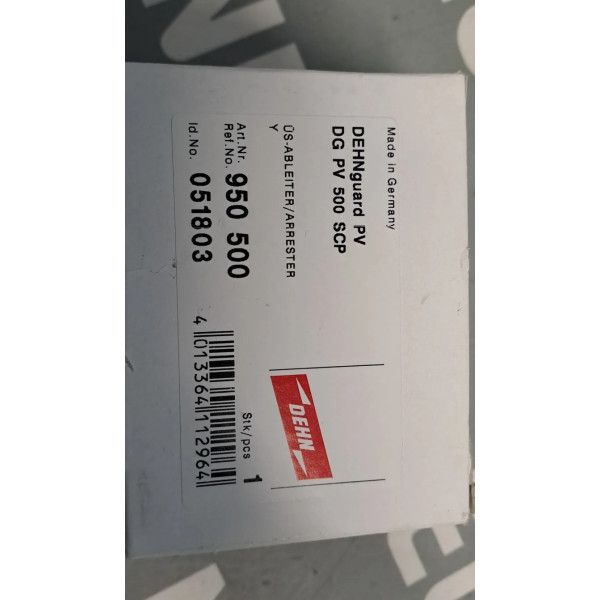 Made in Germany
DEHNguard PV
DG PV 500 SCP
ÜS-ABLEITER/ARRESTER
Y
Art.Nr.
Ref.No. 950 500
Id.No. 051803
DEHN
Stk/pcs 1
4 013364 112964